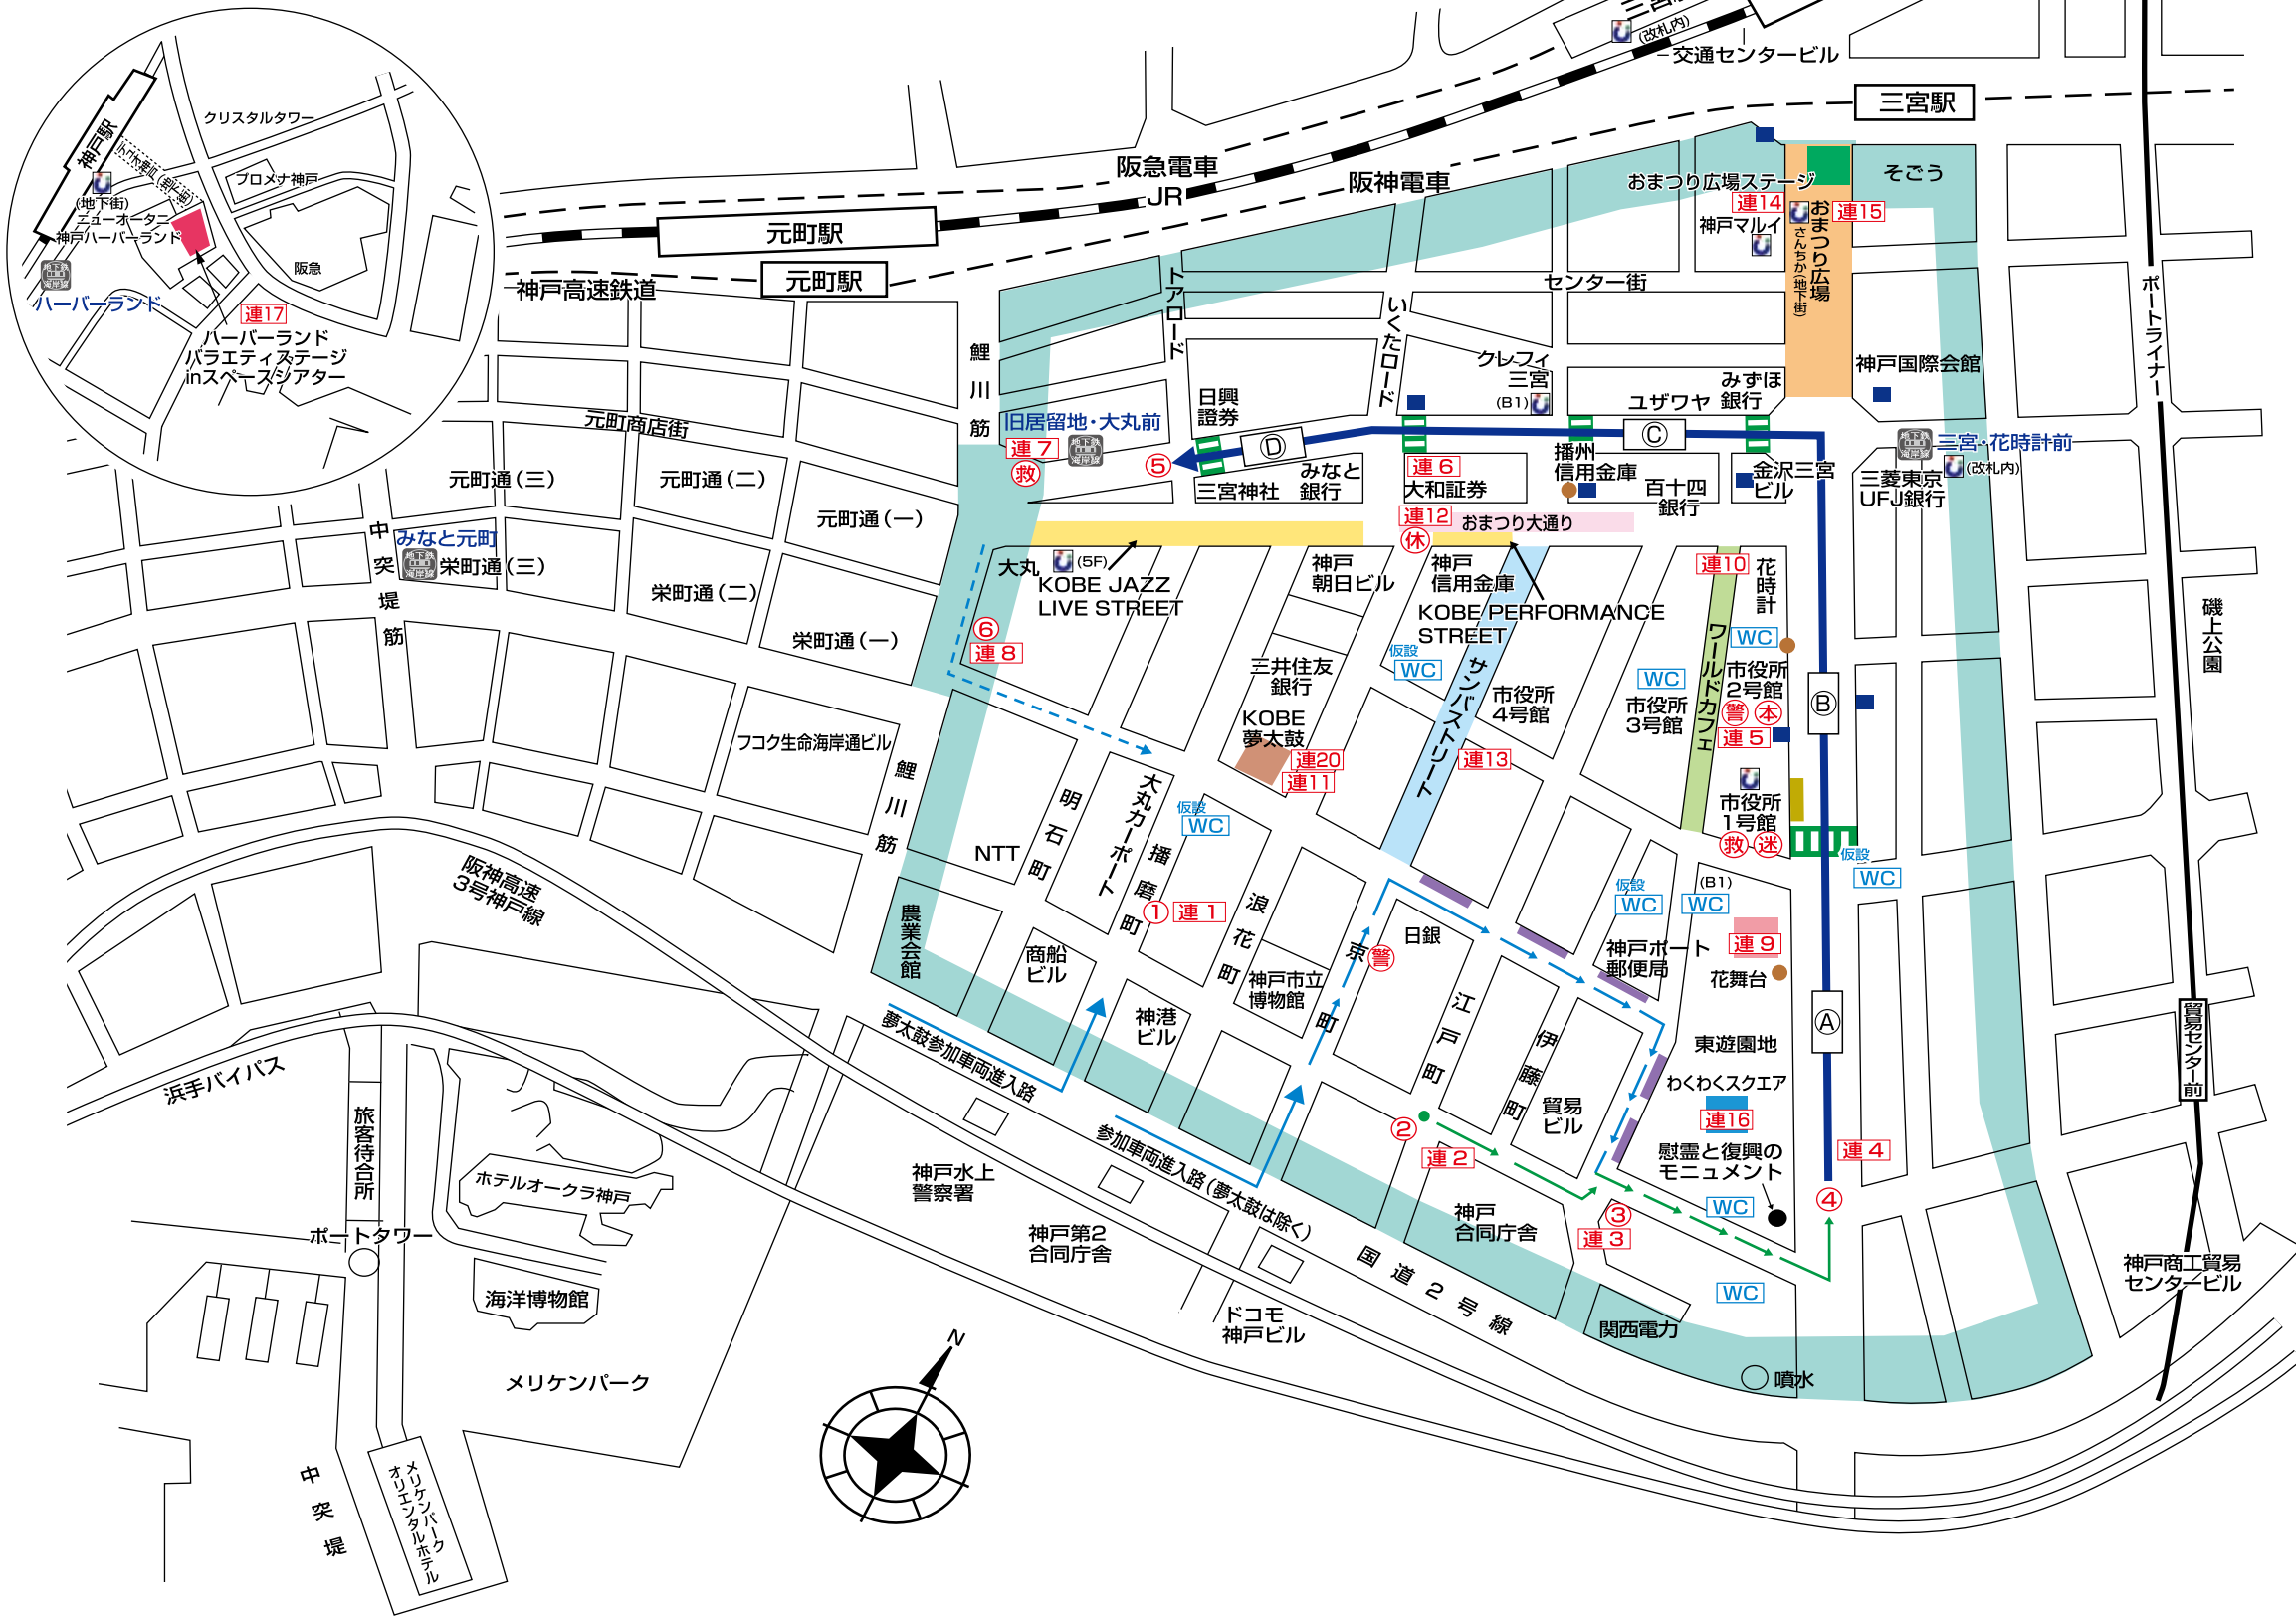 クリスタルタワー
神戸駅
デュオ神戸(地下街)
プロメナ神戸
(地下街)
ニューオータニ
神戸ハーバーランド
地下鉄
海岸線
ハーバーランド
阪急
連17
ハーバーランド
バラエティステージ
inスペースシアター
(改札内)
交通センタービル
三宮駅
阪急電車
JR
阪神電車
元町駅
元町駅
神戸高速鉄道
そごう
おまつり広場ステージ
連14
神戸マルイ
連15
おまつり広場
さんちか(地下街)
センター街
トアロード
いくたロード
ポートライナー
鯉川筋
クレフィ
三宮
(B1)
ユザワヤ
みずほ
銀行
神戸国際会館
日興
證券
旧居留地・大丸前
連 7
救
地下鉄
海岸線
5
D
C
みなと
銀行
三宮神社
連 6
大和証券
播州
信用金庫
百十四
銀行
金沢三宮
ビル
地下鉄
海岸線
三宮・花時計前
(改札内)
三菱東京
UFJ銀行
元町商店街
元町通(三)
元町通(二)
元町通(一)
中突堤筋
みなと元町
地下鉄
海岸線
栄町通(三)
栄町通(二)
栄町通(一)
連12
休
おまつり大通り
大丸
(5F)
KOBE JAZZ
LIVE STREET
神戸
朝日ビル
神戸
信用金庫
KOBE PERFORMANCE
STREET
連10
花時計
ワールドカフェ
WC
市役所
2号館
警
本
連 5
B
磯上公園
6
連 8
仮設
WC
サンバストリート
三井住友
銀行
市役所
4号館
WC
市役所
3号館
KOBE
夢太鼓
連20
連11
連13
市役所
1号館
救
迷
仮設
WC
フコク生命海岸通ビル
鯉川筋
NTT
明石町
大丸カーポート
仮設
WC
播磨町
1
連 1
浪花町
神戸市立
博物館
京町
警
日銀
仮設
WC
(B1)
WC
神戸ポート
郵便局
連 9
花舞台
阪神高速
3号神戸線
農業会館
商船
ビル
神港
ビル
江戸町
伊藤町
貿易
ビル
A
貿易センター前
東遊園地
わくわくスクエア
連16
慰霊と復興の
モニュメント
連 4
4
WC
浜手バイパス
夢太鼓参加車両進入路
参加車両進入路(夢太鼓は除く)
2
連 2
3
連 3
神戸
合同庁舎
WC
旅客待合所
ポートタワー
ホテルオークラ神戸
海洋博物館
神戸水上
警察署
神戸第2
合同庁舎
ドコモ
神戸ビル
国道2号線
関西電力
噴水
神戸商工貿易
センタービル
メリケンパーク
N
中突堤
メリケンパーク
オリエンタルホテル